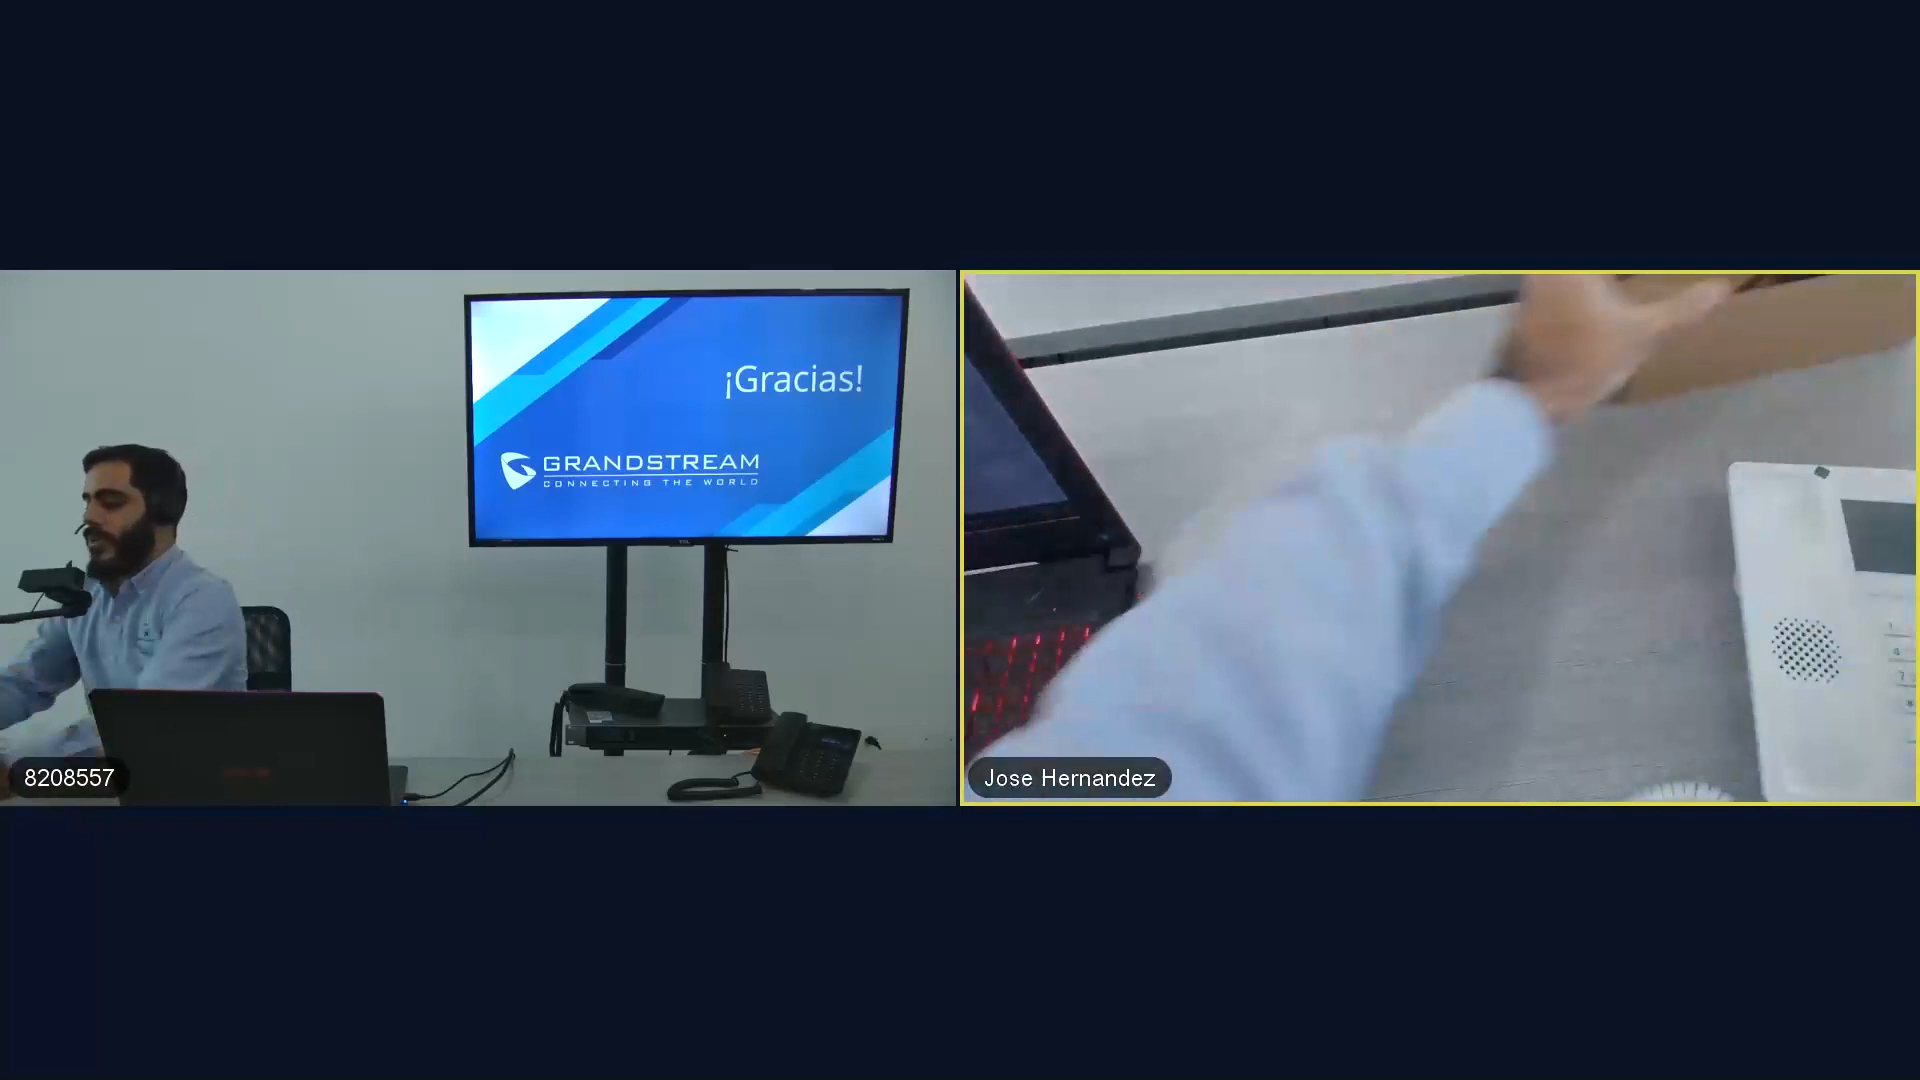 ¡Gracias!
GRANDSTREAM
CONNECTING THE WORLD
8208557
Jose Hernandez